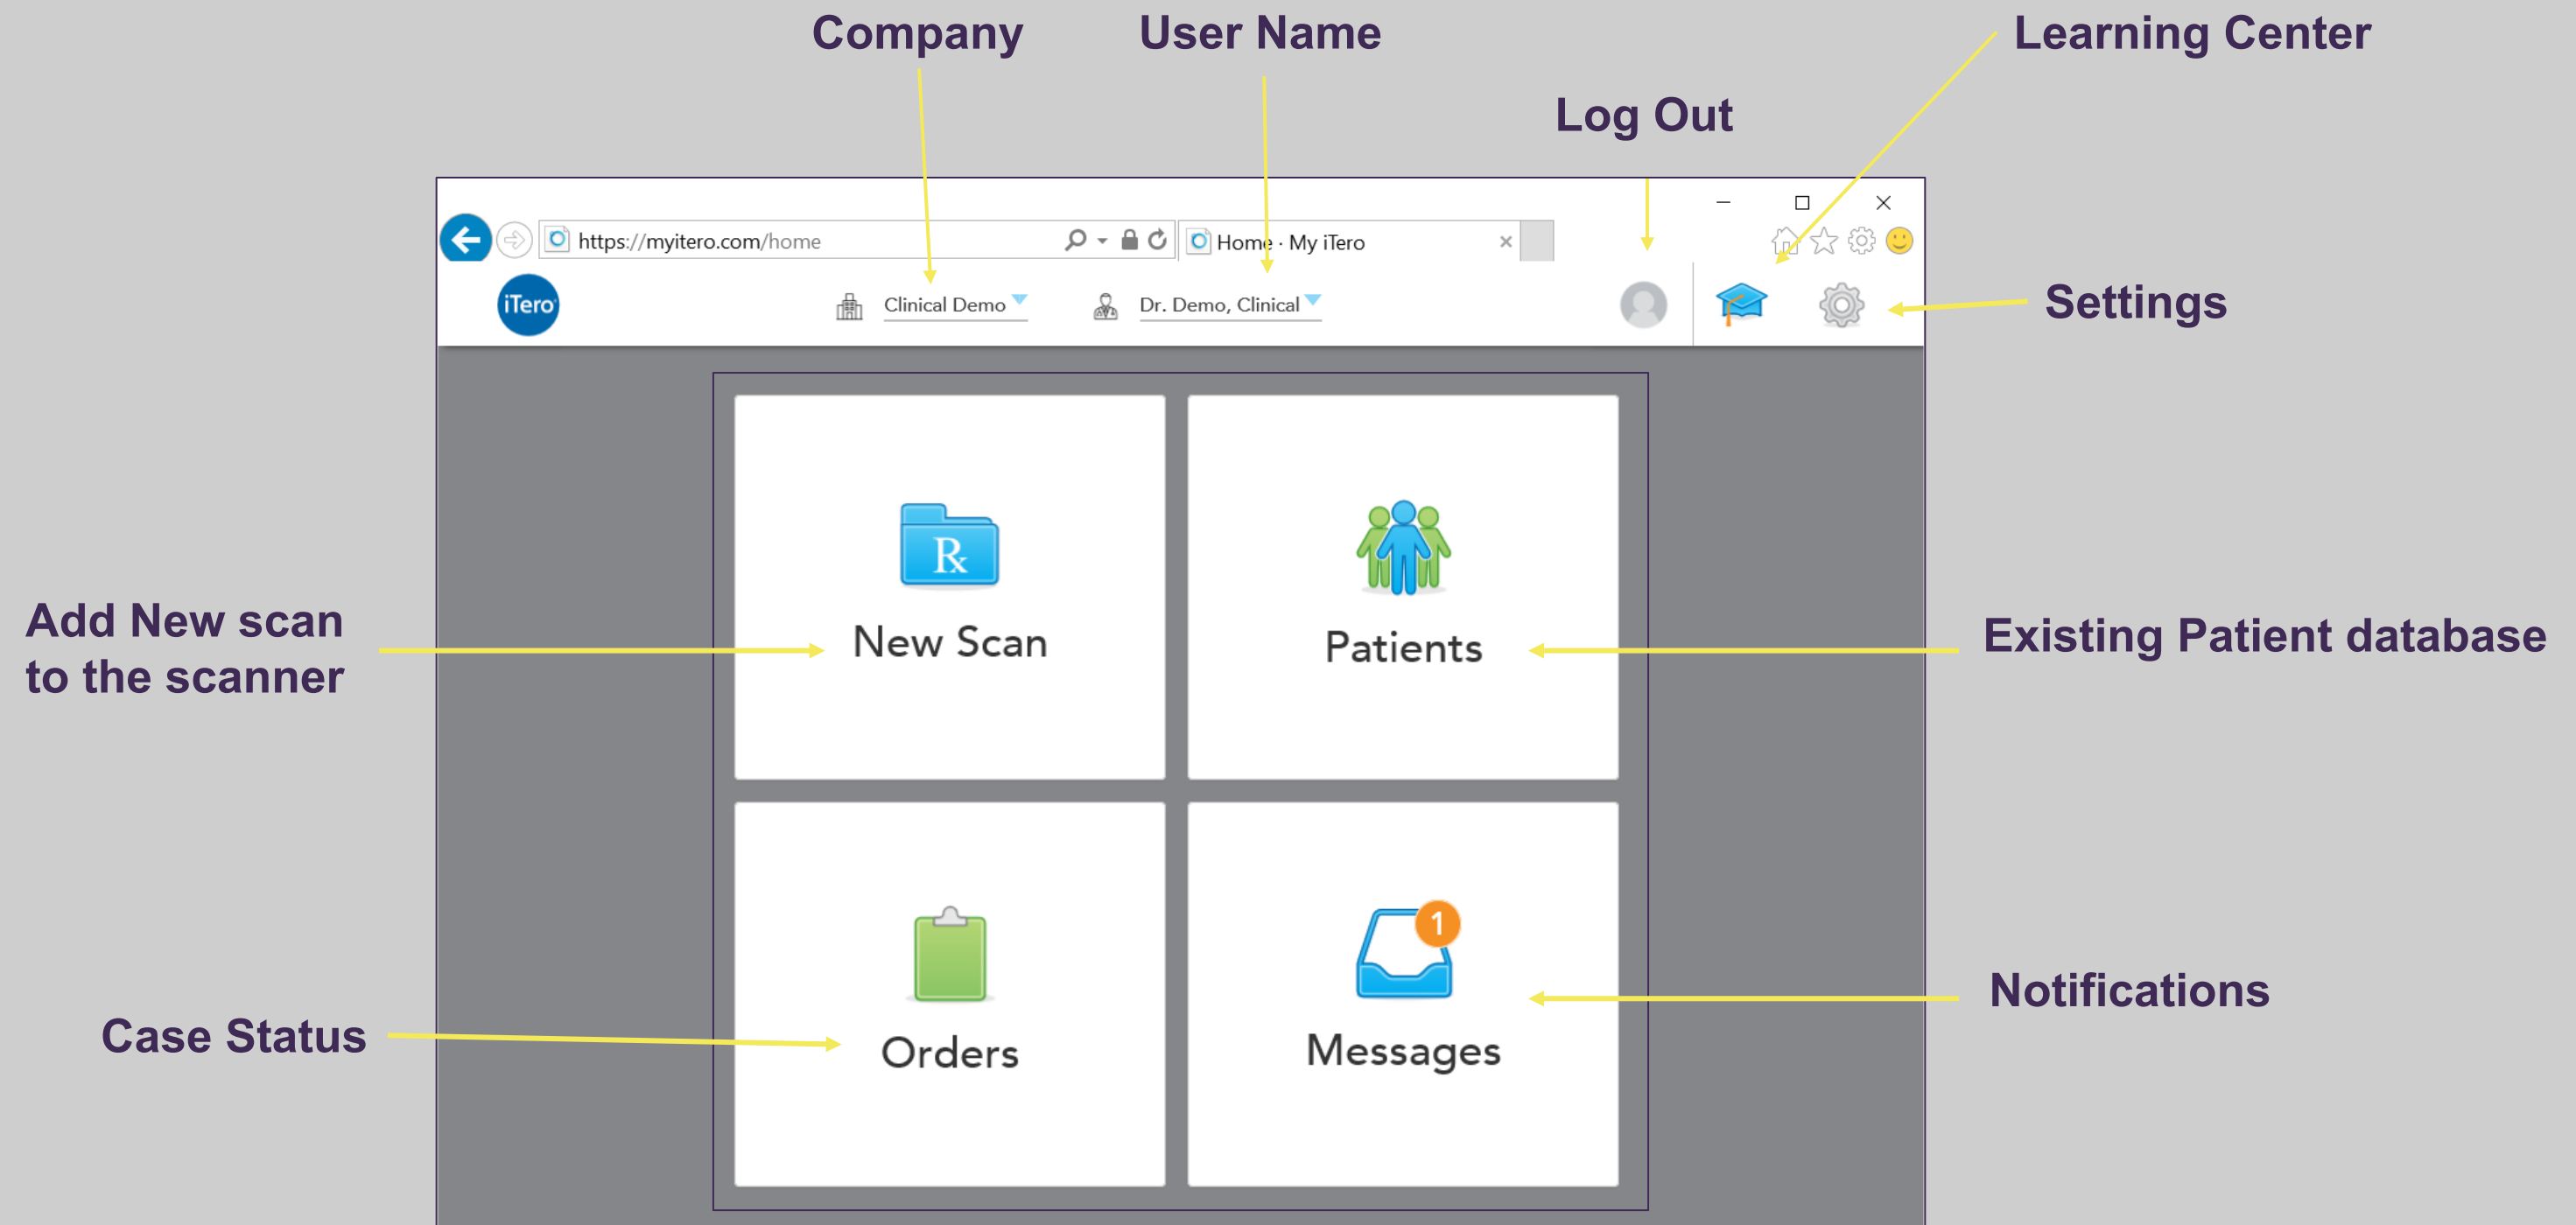 Company
User Name
Learning Center
Log Out
https://myitero.com/home
Home · My iTero
iTero
Clinical Demo
Dr. Demo, Clinical
Settings
Rx
New Scan
Patients
Add New scan
to the scanner
Existing Patient database
1
Orders
Messages
Case Status
Notifications